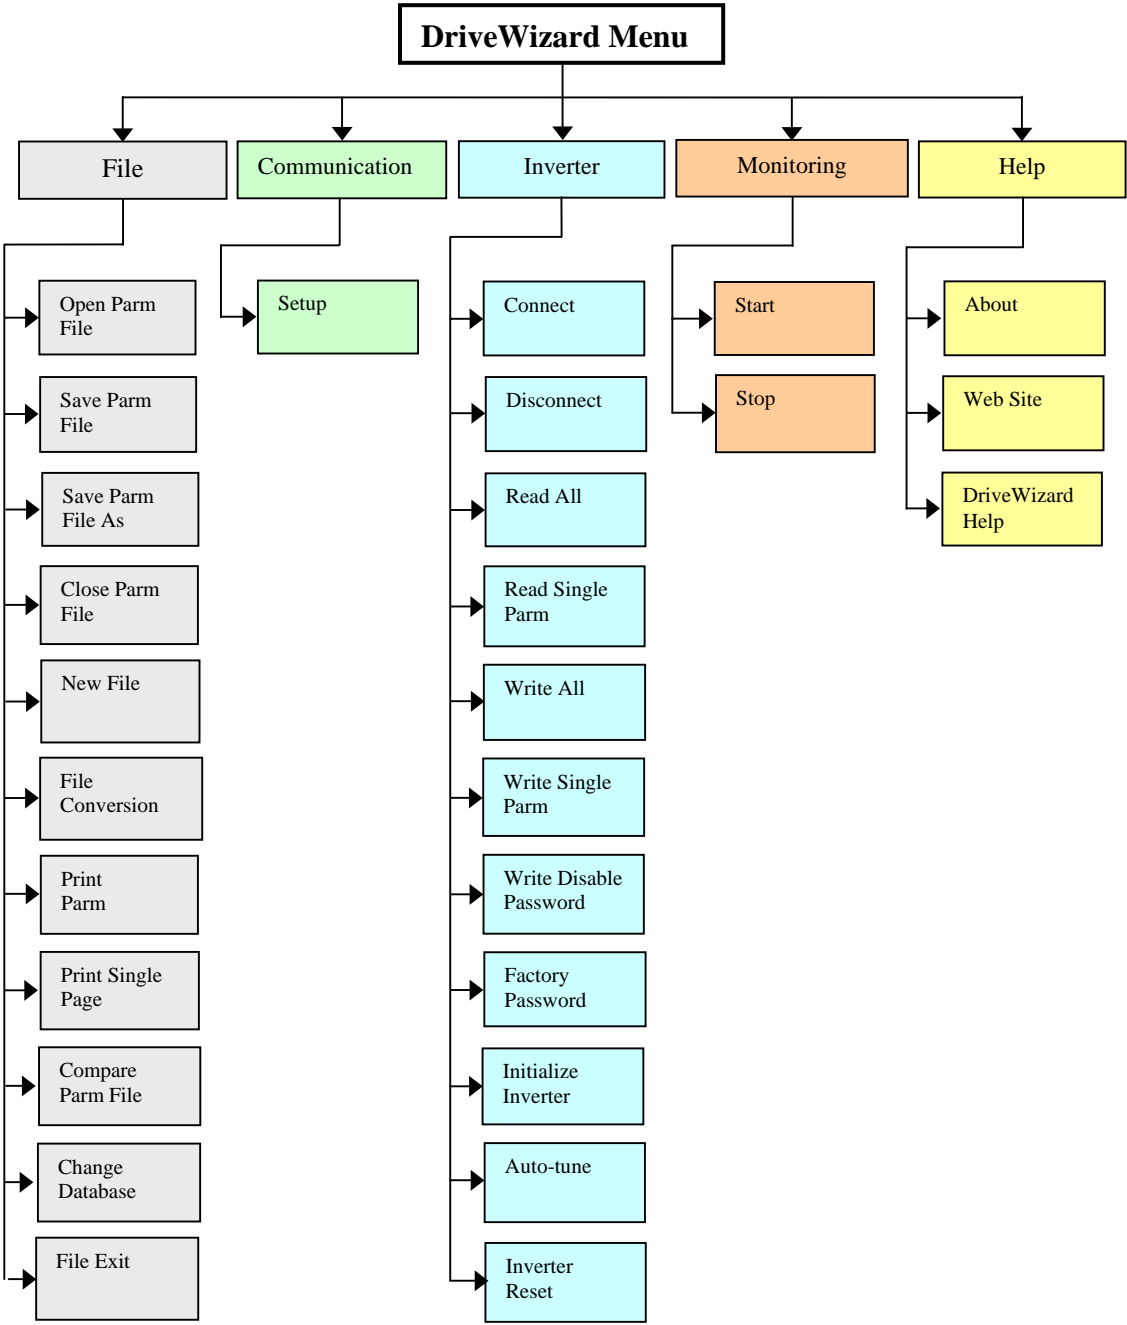 DriveWizard Menu
File
Communication
Inverter
Monitoring
Help
Open Parm
File
Save Parm
File
Save Parm
File As
Close Parm
File
New File
File
Conversion
Print
Parm
Print Single
Page
Compare
Parm File
Change
Database
File Exit
Setup
Connect
Disconnect
Read All
Read Single
Parm
Write All
Write Single
Parm
Write Disable
Password
Factory
Password
Initialize
Inverter
Auto-tune
Inverter
Reset
Start
Stop
About
Web Site
DriveWizard
Help